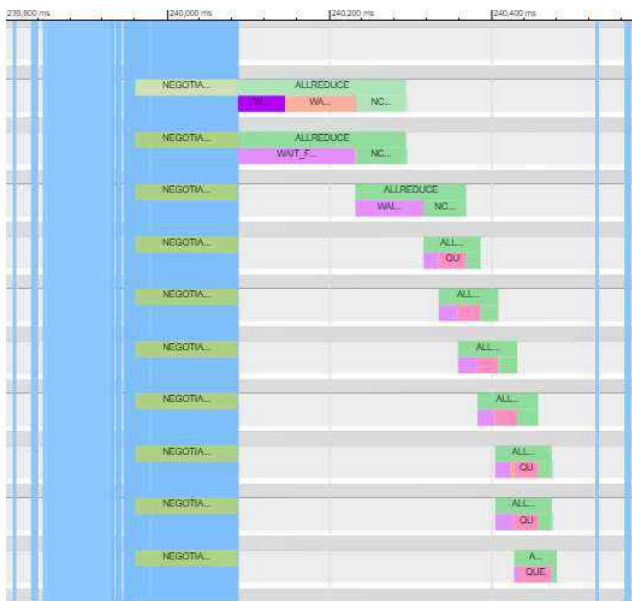 239,800 ms 240,000 ms 240,200 ms 240,400 ms
NEGOTIA... ALLREDUCE
WA... NC...
NEGOTIA... ALLREDUCE
WAIT_F... NC...
NEGOTIA... ALLREDUCE
WAI... NC...
NEGOTIA... ALL...
QU
NEGOTIA... ALL...
NEGOTIA... ALL...
NEGOTIA... ALL...
NEGOTIA... ALL...
QU
NEGOTIA... ALL...
QU
NEGOTIA... A...
QUE